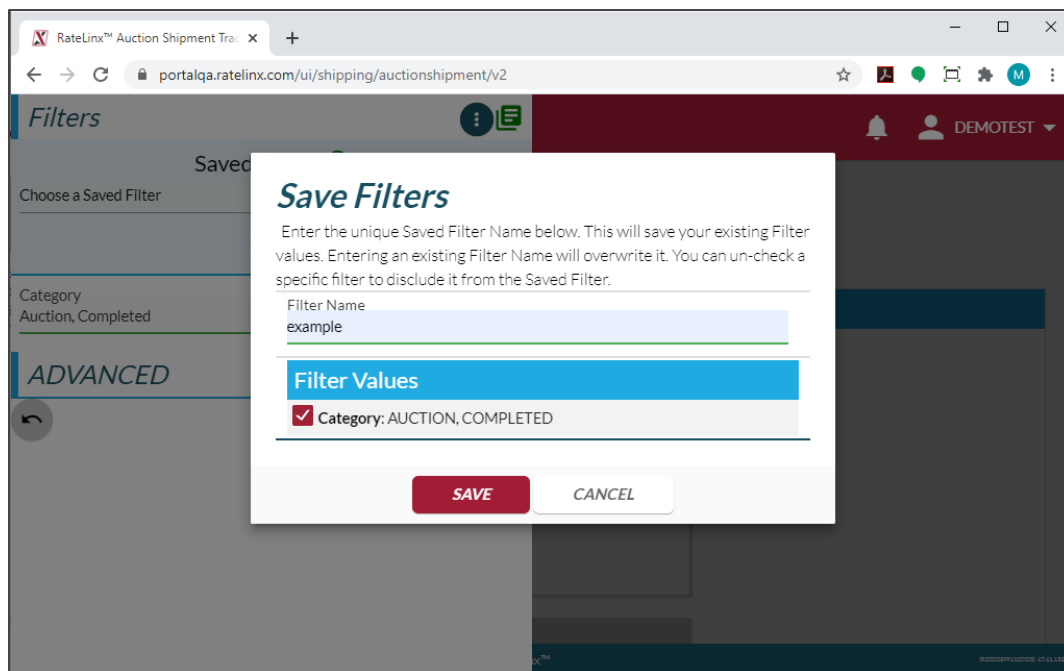 RateLinx™ Auction Shipment Trac
portalqa.ratelinx.com/ui/shipping/auctionshipment/v2
M
Filters
DEMOTEST
Saved
Choose a Saved Filter
Save Filters
Enter the unique Saved Filter Name below. This will save your existing Filter
values. Entering an existing Filter Name will overwrite it. You can un-check a
specific filter to disclude it from the Saved Filter.
Category
Auction, Completed
Filter Name
example
ADVANCED
Filter Values
Category: AUCTION, COMPLETED
SAVE
CANCEL